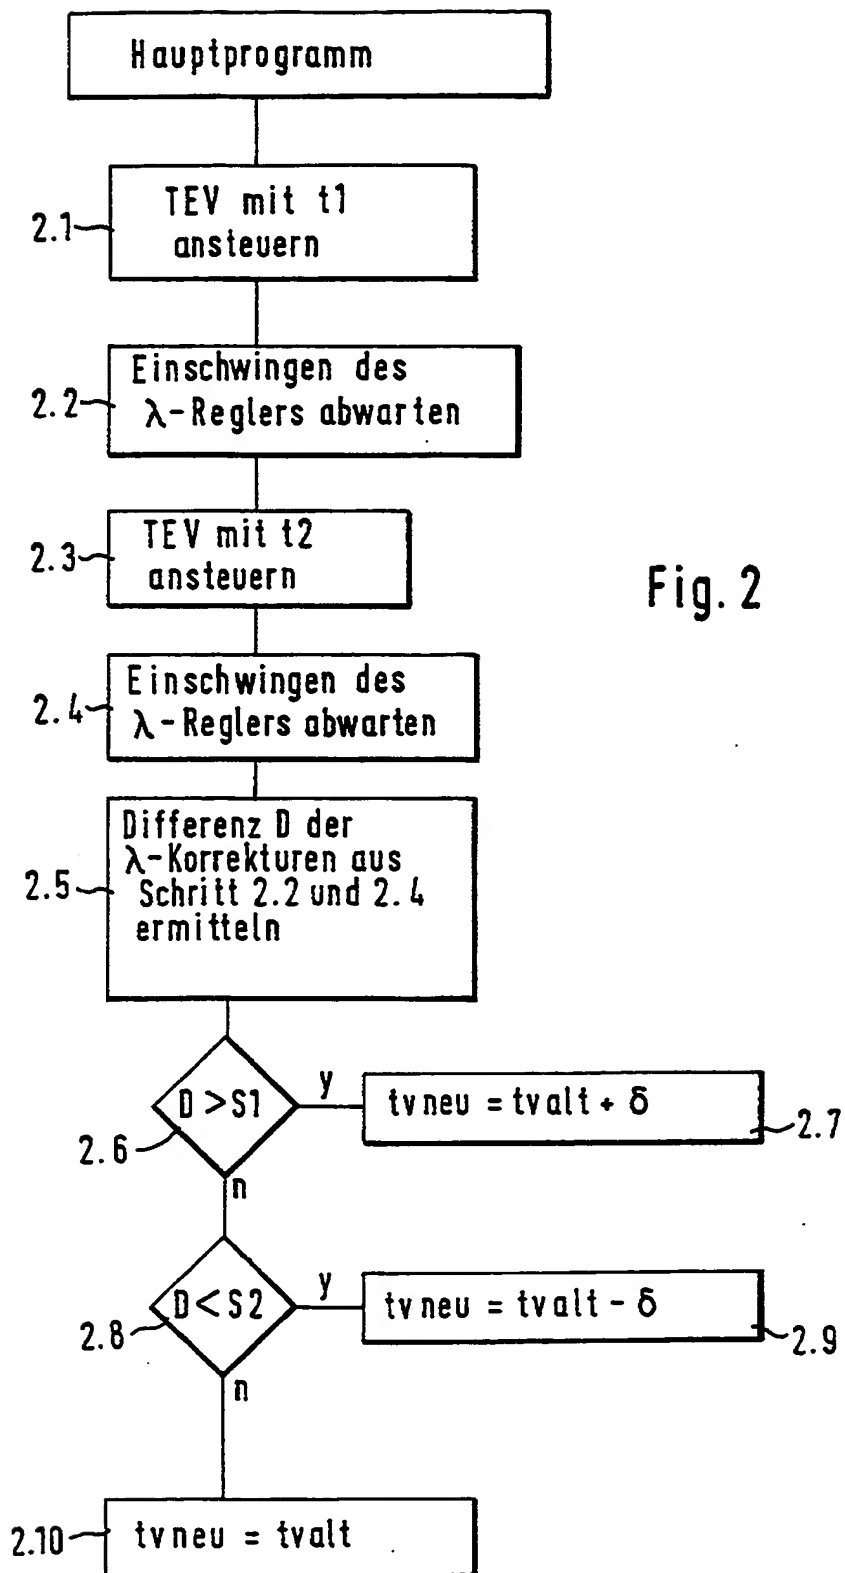 Hauptprogramm
2.1
TEV mit t1
ansteuern
2.2
Einschwingen des
λ-Reglers abwarten
2.3
TEV mit t2
ansteuern
Fig. 2
2.4
Einschwingen des
λ-Reglers abwarten
2.5
Differenz D der
λ-Korrekturen aus
Schritt 2.2 und 2.4
ermitteln
D > S1
y
tvneu = tvalt + δ
2.6
2.7
n
D < S2
y
tvneu = tvalt - δ
2.8
2.9
n
2.10
tvneu = tvalt